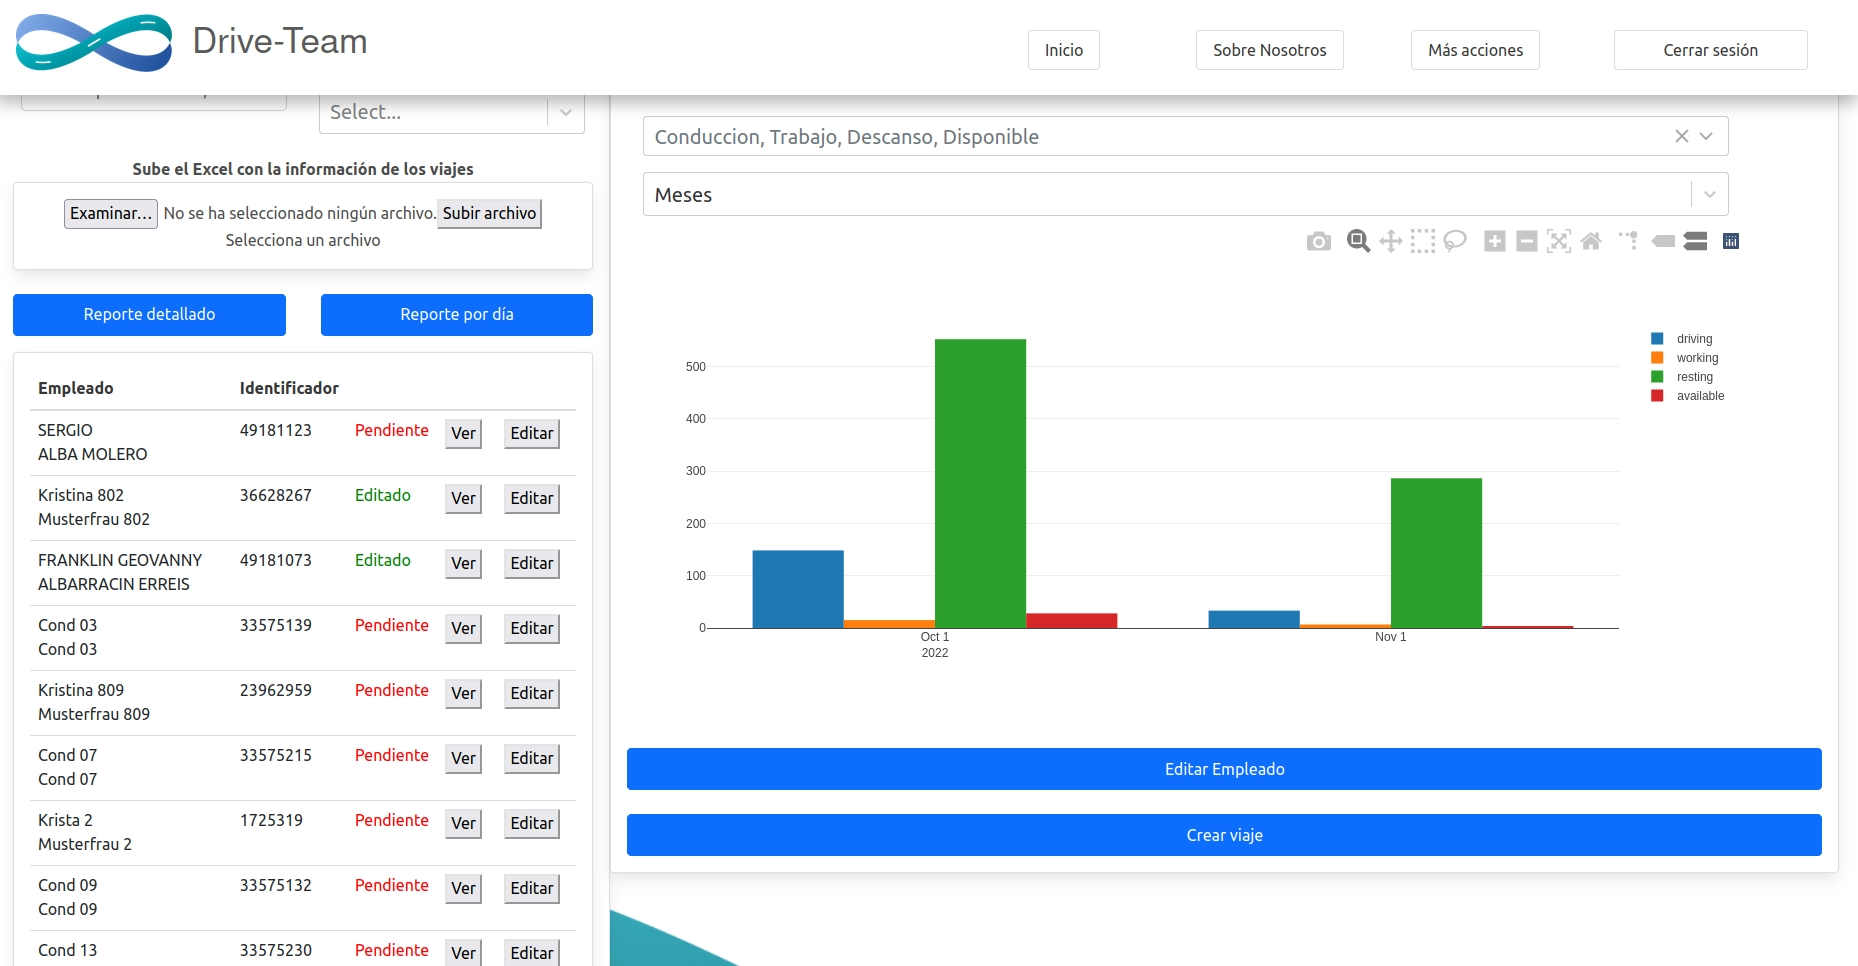 Drive-Team
Inicio
Sobre Nosotros
Más acciones
Cerrar sesión
Select...
Sube el Excel con la información de los viajes
Examinar... No se ha seleccionado ningún archivo. Subir archivo
Selecciona un archivo
Reporte detallado
Reporte por día
Empleado Identificador
SERGIO 49181123 Pendiente Ver Editar
ALBA MOLERO
Kristina 802 36628267 Editado Ver Editar
Musterfrau 802
FRANKLIN GEOVANNY 49181073 Editado Ver Editar
ALBARRACIN ERREIS
Cond 03 33575139 Pendiente Ver Editar
Cond 03
Kristina 809 23962959 Pendiente Ver Editar
Musterfrau 809
Cond 07 33575215 Pendiente Ver Editar
Cond 07
Krista 2 1725319 Pendiente Ver Editar
Musterfrau 2
Cond 09 33575132 Pendiente Ver Editar
Cond 09
Cond 13 33575230 Pendiente Ver Editar
Conduccion, Trabajo, Descanso, Disponible
Meses
500
400
300
200
100
0
Oct 1
2022
Nov 1
driving
working
resting
available
Editar Empleado
Crear viaje